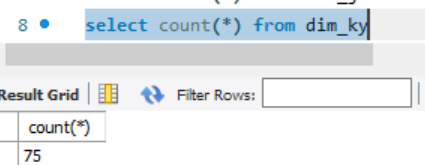 8 select count(*) from dim_ky
Result Grid Filter Rows:
count(*)
75